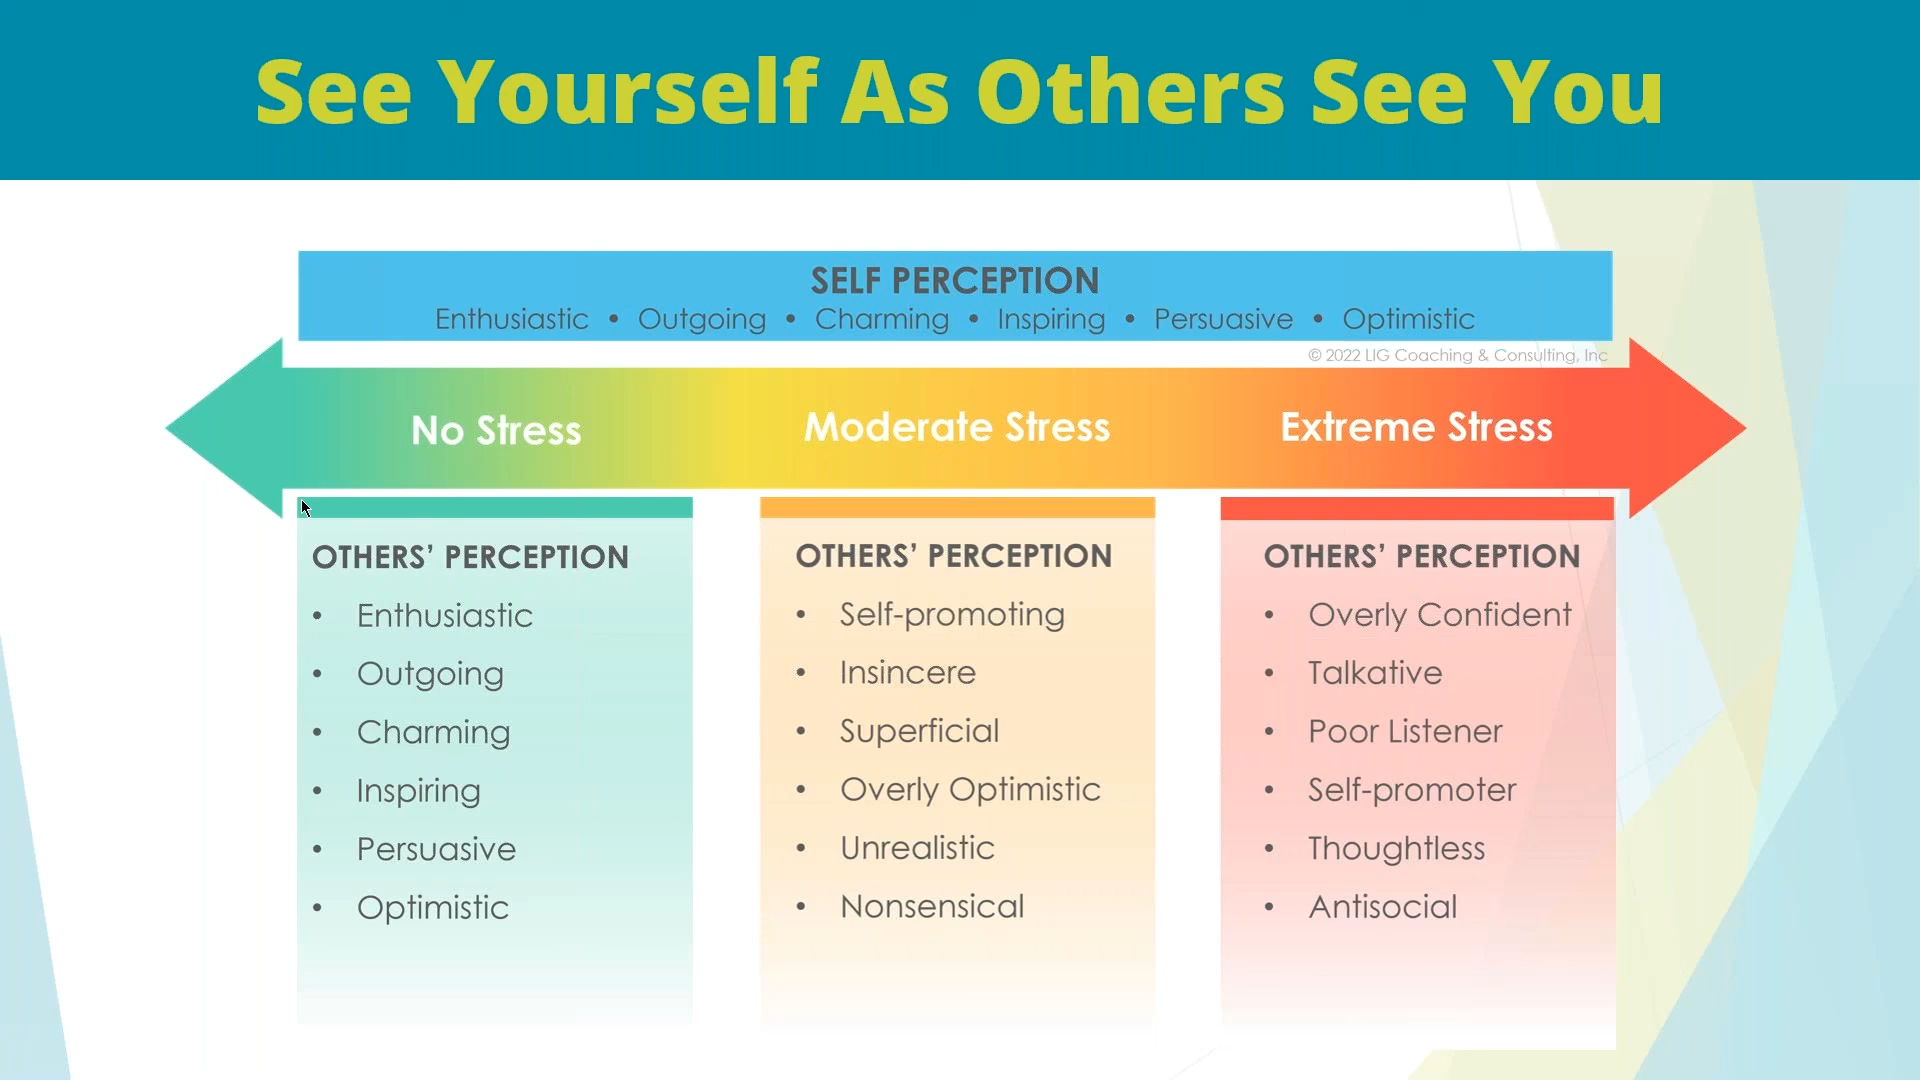 See Yourself As Others See You
SELF PERCEPTION
Enthusiastic • Outgoing • Charming • Inspiring • Persuasive • Optimistic
© 2022 LIG Coaching & Consulting, Inc
No Stress
Moderate Stress
Extreme Stress
OTHERS’ PERCEPTION
• Enthusiastic
• Outgoing
• Charming
• Inspiring
• Persuasive
• Optimistic
OTHERS’ PERCEPTION
• Self-promoting
• Insincere
• Superficial
• Overly Optimistic
• Unrealistic
• Nonsensical
OTHERS’ PERCEPTION
• Overly Confident
• Talkative
• Poor Listener
• Self-promoter
• Thoughtless
• Antisocial